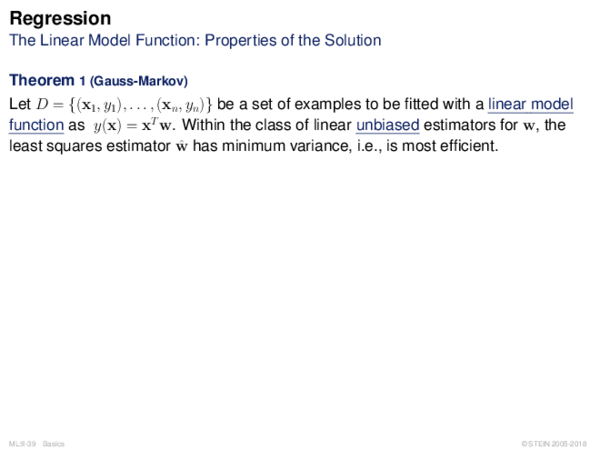 Regression
The Linear Model Function: Properties of the Solution
Theorem 1 (Gauss-Markov)
Let D = {(x₁, y₁), . . . , (xₙ, yₙ)} be a set of examples to be fitted with a linear model
function as y(x) = xᵀw. Within the class of linear unbiased estimators for w, the
least squares estimator ŵ has minimum variance, i.e., is most efficient.
ML:II-39 Basics
©STEIN 2005-2018